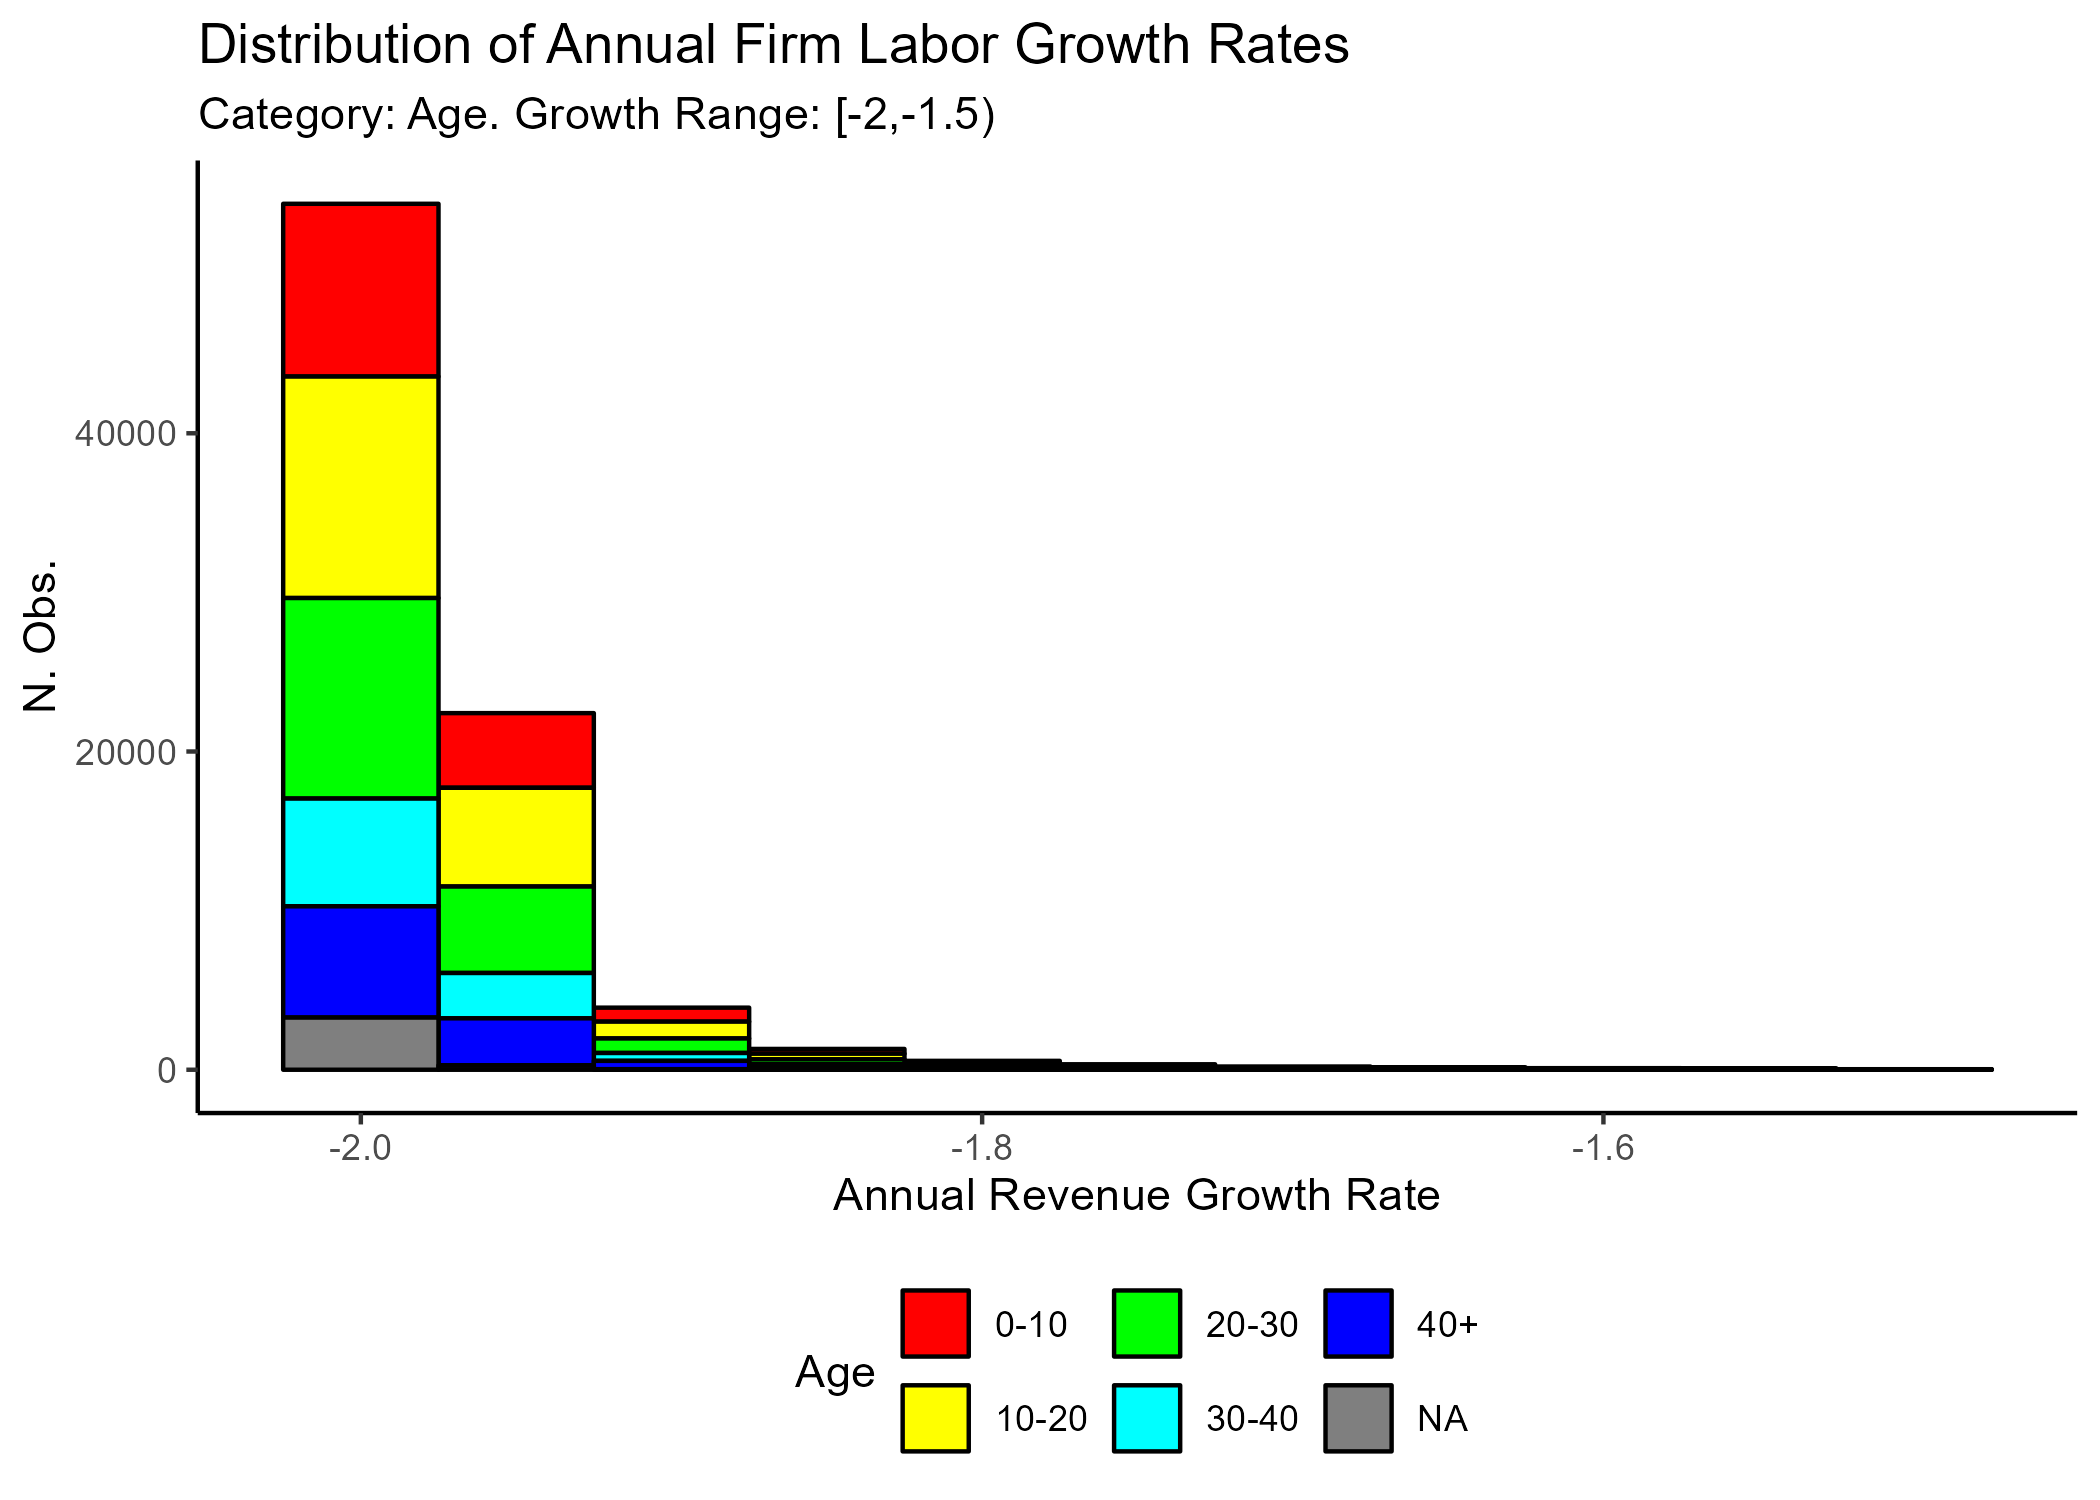 Distribution of Annual Firm Labor Growth Rates
Category: Age. Growth Range: [-2,-1.5)
N. Obs.
40000
20000
0
-2.0
-1.8
-1.6
Annual Revenue Growth Rate
Age
0-10
20-30
40+
10-20
30-40
NA